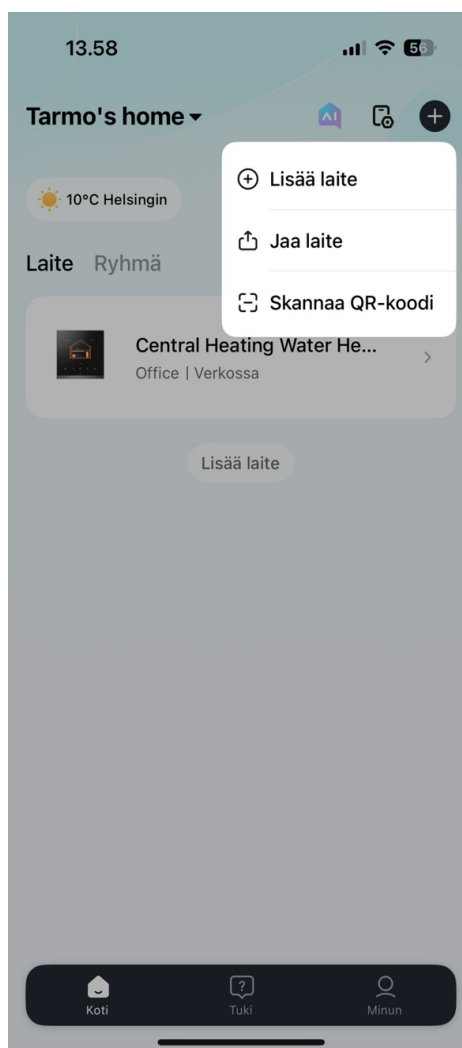 13.58
56
Tarmo's home
AI
10°C Helsingin
Lisää laite
Jaa laite
Skannaa QR-koodi
Laite Ryhmä
Central Heating Water He...
Office | Verkossa
Lisää laite
Koti
Tuki
Minun